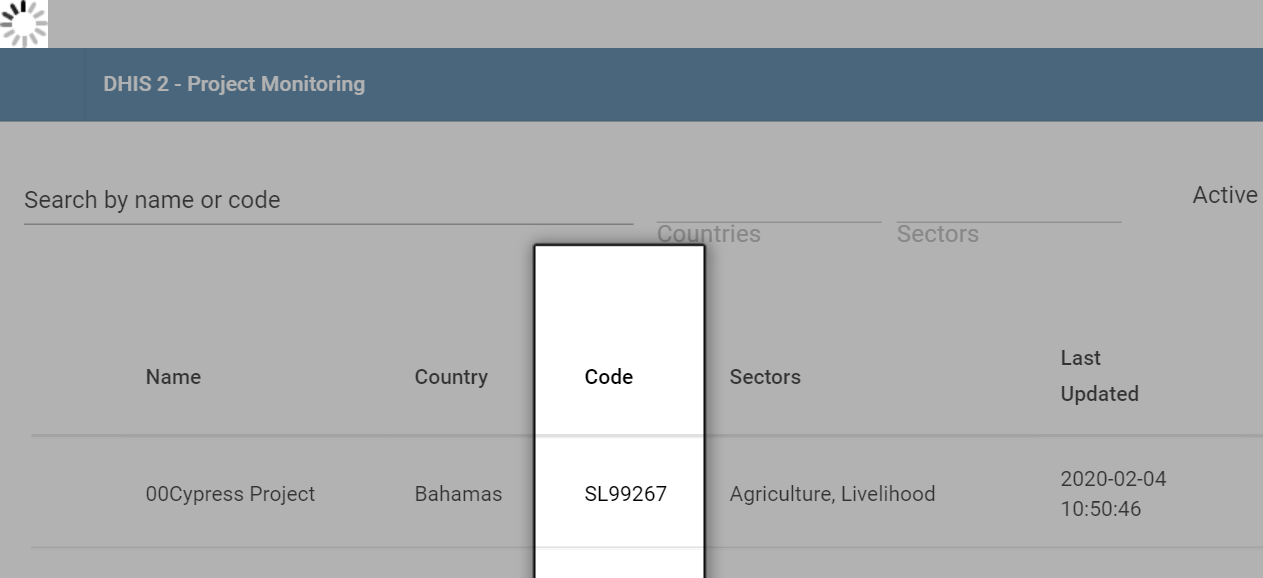 DHIS 2 - Project Monitoring
Search by name or code
Countries
Sectors
Active
Name
Country
Code
Sectors
Last
Updated
00Cypress Project
Bahamas
SL99267
Agriculture, Livelihood
2020-02-04
10:50:46